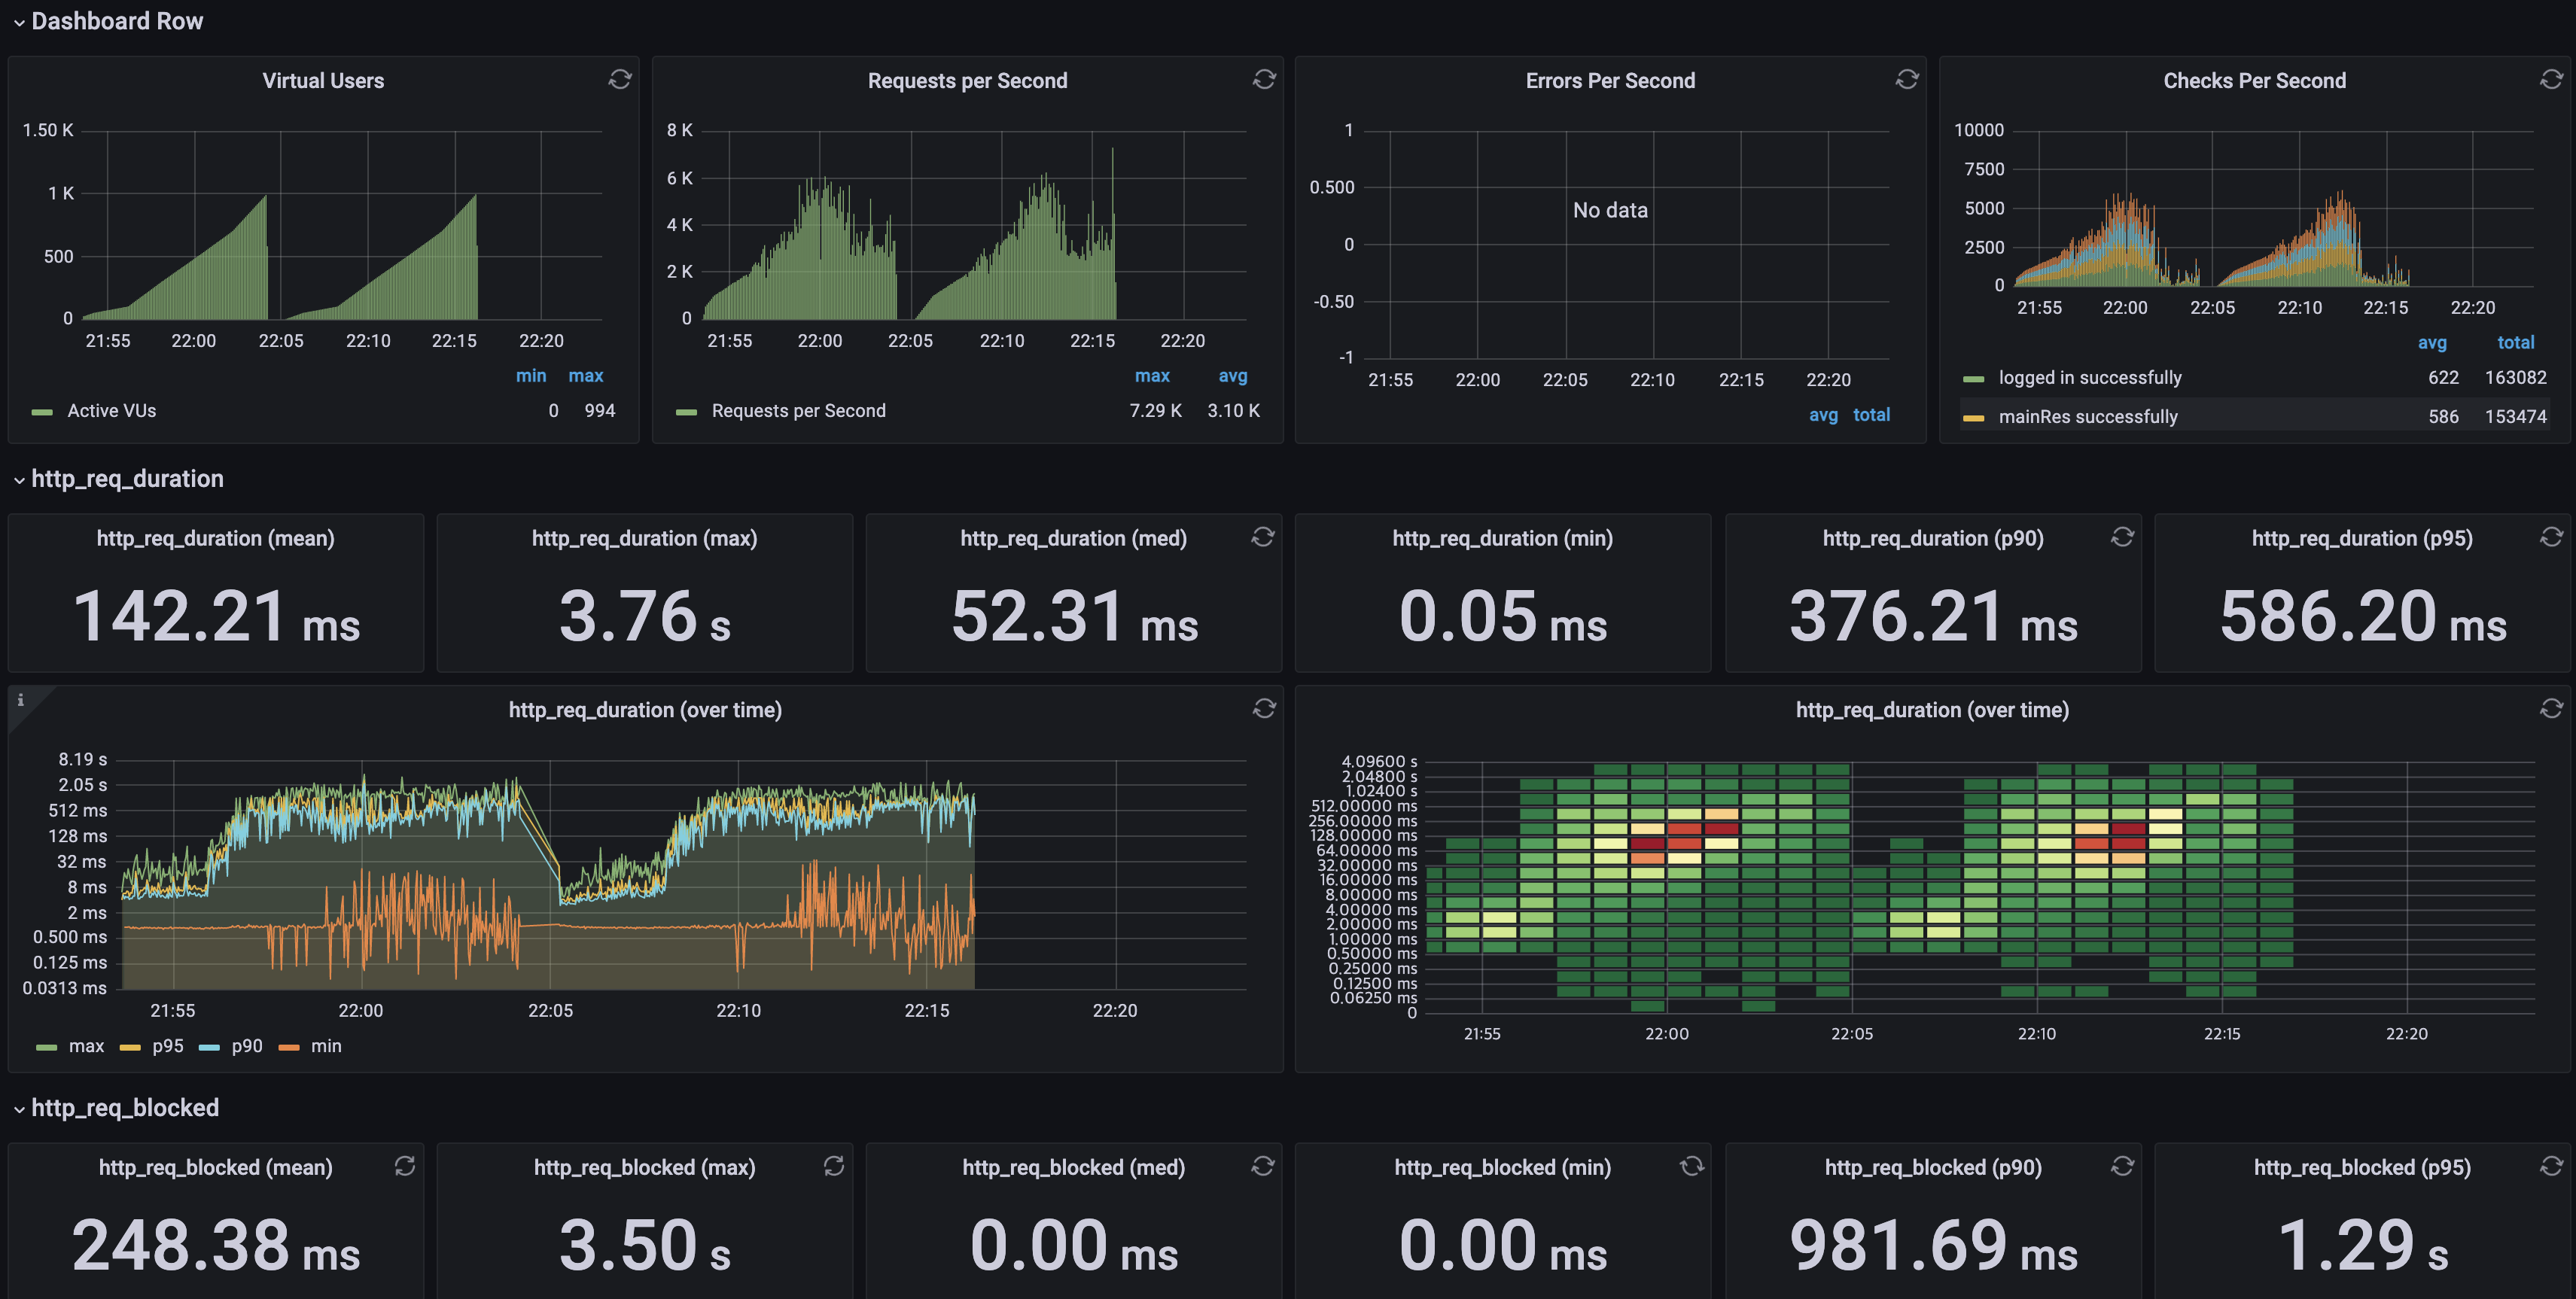 Dashboard Row
Virtual Users
1.50 K
1 K
500
0
21:55 22:00 22:05 22:10 22:15 22:20
min max
Active VUs 0 994
Requests per Second
8 K
6 K
4 K
2 K
0
21:55 22:00 22:05 22:10 22:15 22:20
max avg
Requests per Second 7.29 K 3.10 K
Errors Per Second
1
0.500
0
-0.50
-1
No data
21:55 22:00 22:05 22:10 22:15 22:20
avg total
Checks Per Second
10000
7500
5000
2500
0
21:55 22:00 22:05 22:10 22:15 22:20
avg total
logged in successfully 622 163082
mainRes successfully 586 153474
http_req_duration
http_req_duration (mean)
142.21 ms
http_req_duration (max)
3.76 s
http_req_duration (med)
52.31 ms
http_req_duration (min)
0.05 ms
http_req_duration (p90)
376.21 ms
http_req_duration (p95)
586.20 ms
i
http_req_duration (over time)
8.19 s
2.05 s
512 ms
128 ms
32 ms
8 ms
2 ms
0.500 ms
0.125 ms
0.0313 ms
21:55 22:00 22:05 22:10 22:15 22:20
max p95 p90 min
http_req_duration (over time)
4.09600 s
2.04800 s
1.02400 s
512.00000 ms
256.00000 ms
128.00000 ms
64.00000 ms
32.00000 ms
16.00000 ms
8.00000 ms
4.00000 ms
2.00000 ms
1.00000 ms
0.50000 ms
0.25000 ms
0.12500 ms
0.06250 ms
0
21:55 22:00 22:05 22:10 22:15 22:20
http_req_blocked
http_req_blocked (mean)
248.38 ms
http_req_blocked (max)
3.50 s
http_req_blocked (med)
0.00 ms
http_req_blocked (min)
0.00 ms
http_req_blocked (p90)
981.69 ms
http_req_blocked (p95)
1.29 s